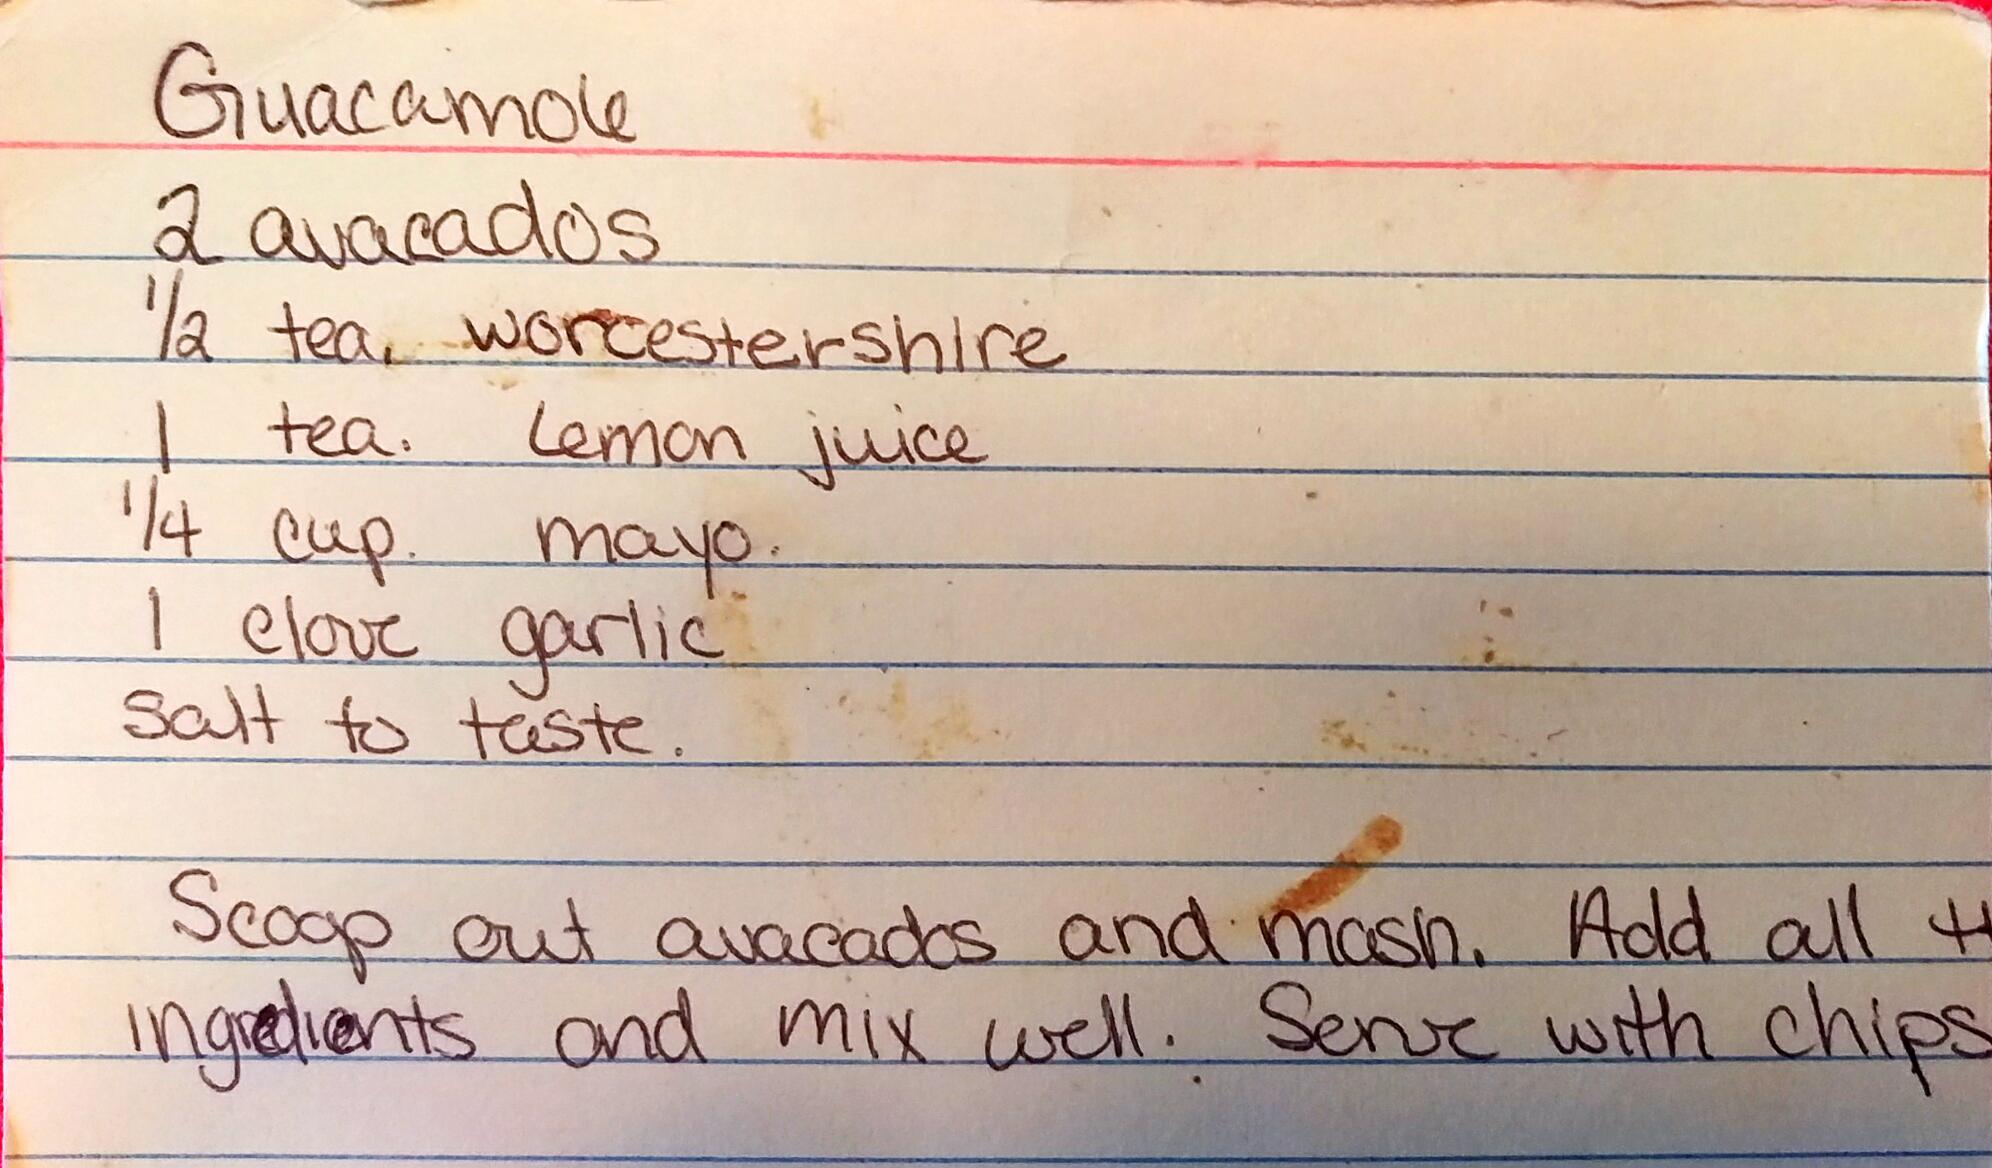 Guacamole
2 avacados
1/2 tea. worcestershire
1 tea. Lemon juice
1/4 cup. mayo.
1 clove garlic
salt to taste.
Scoop out avacados and mash. Add all
ingredients and mix well. Serve with chips